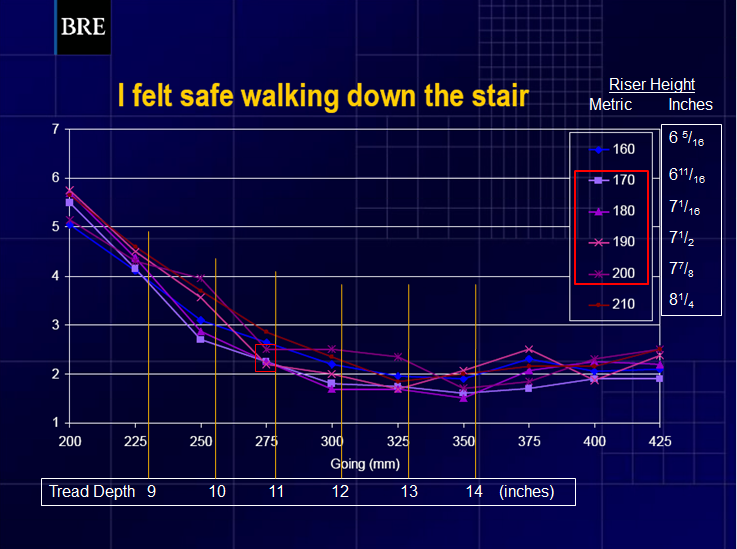 BRE
I felt safe walking down the stair
Riser Height
Metric Inches
7
6
5
4
3
2
1
160 6 5/16
170 6 11/16
180 7 1/16
190 7 1/2
200 7 7/8
210 8 1/4
200 225 250 275 300 325 350 375 400 425
Going (mm)
Tread Depth 9 10 11 12 13 14 (inches)